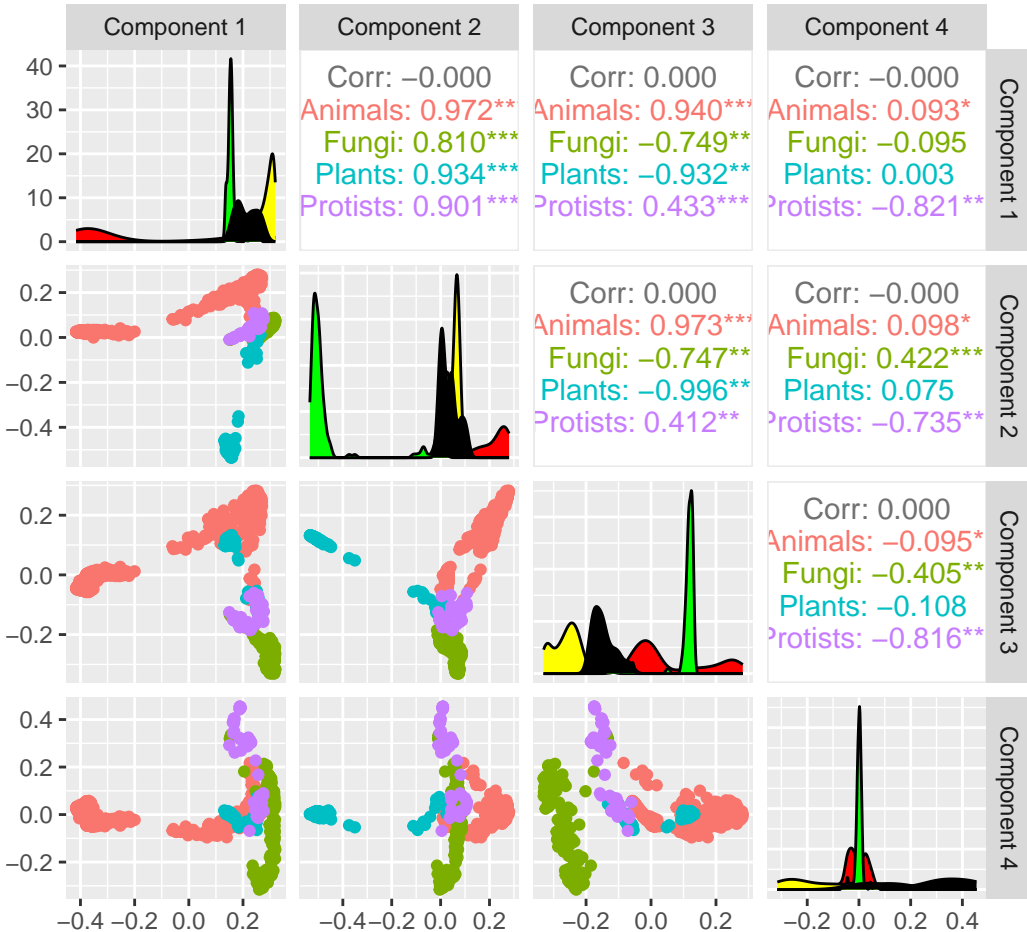 Component 1 Component 2 Component 3 Component 4
40
30
20
10
0
Corr: −0.000
Animals: 0.972**
Fungi: 0.810***
Plants: 0.934***
Protists: 0.901***
Corr: 0.000
Animals: 0.940***
Fungi: −0.749**
Plants: −0.932**
Protists: 0.433***
Corr: −0.000
Animals: 0.093*
Fungi: −0.095
Plants: 0.003
Protists: −0.821**
Component 1
0.2
0.0
−0.2
−0.4
Corr: 0.000
Animals: 0.973***
Fungi: −0.747**
Plants: −0.996**
Protists: 0.412**
Corr: −0.000
Animals: 0.098*
Fungi: 0.422***
Plants: 0.075
Protists: −0.735**
Component 2
0.2
0.0
−0.2
Corr: 0.000
Animals: −0.095*
Fungi: −0.405**
Plants: −0.108
Protists: −0.816**
Component 3
0.4
0.2
0.0
−0.2
Component 4
−0.4 −0.2 0.0 0.2 −0.4 −0.2 0.0 0.2 −0.2 0.0 0.2 −0.2 0.0 0.2 0.4